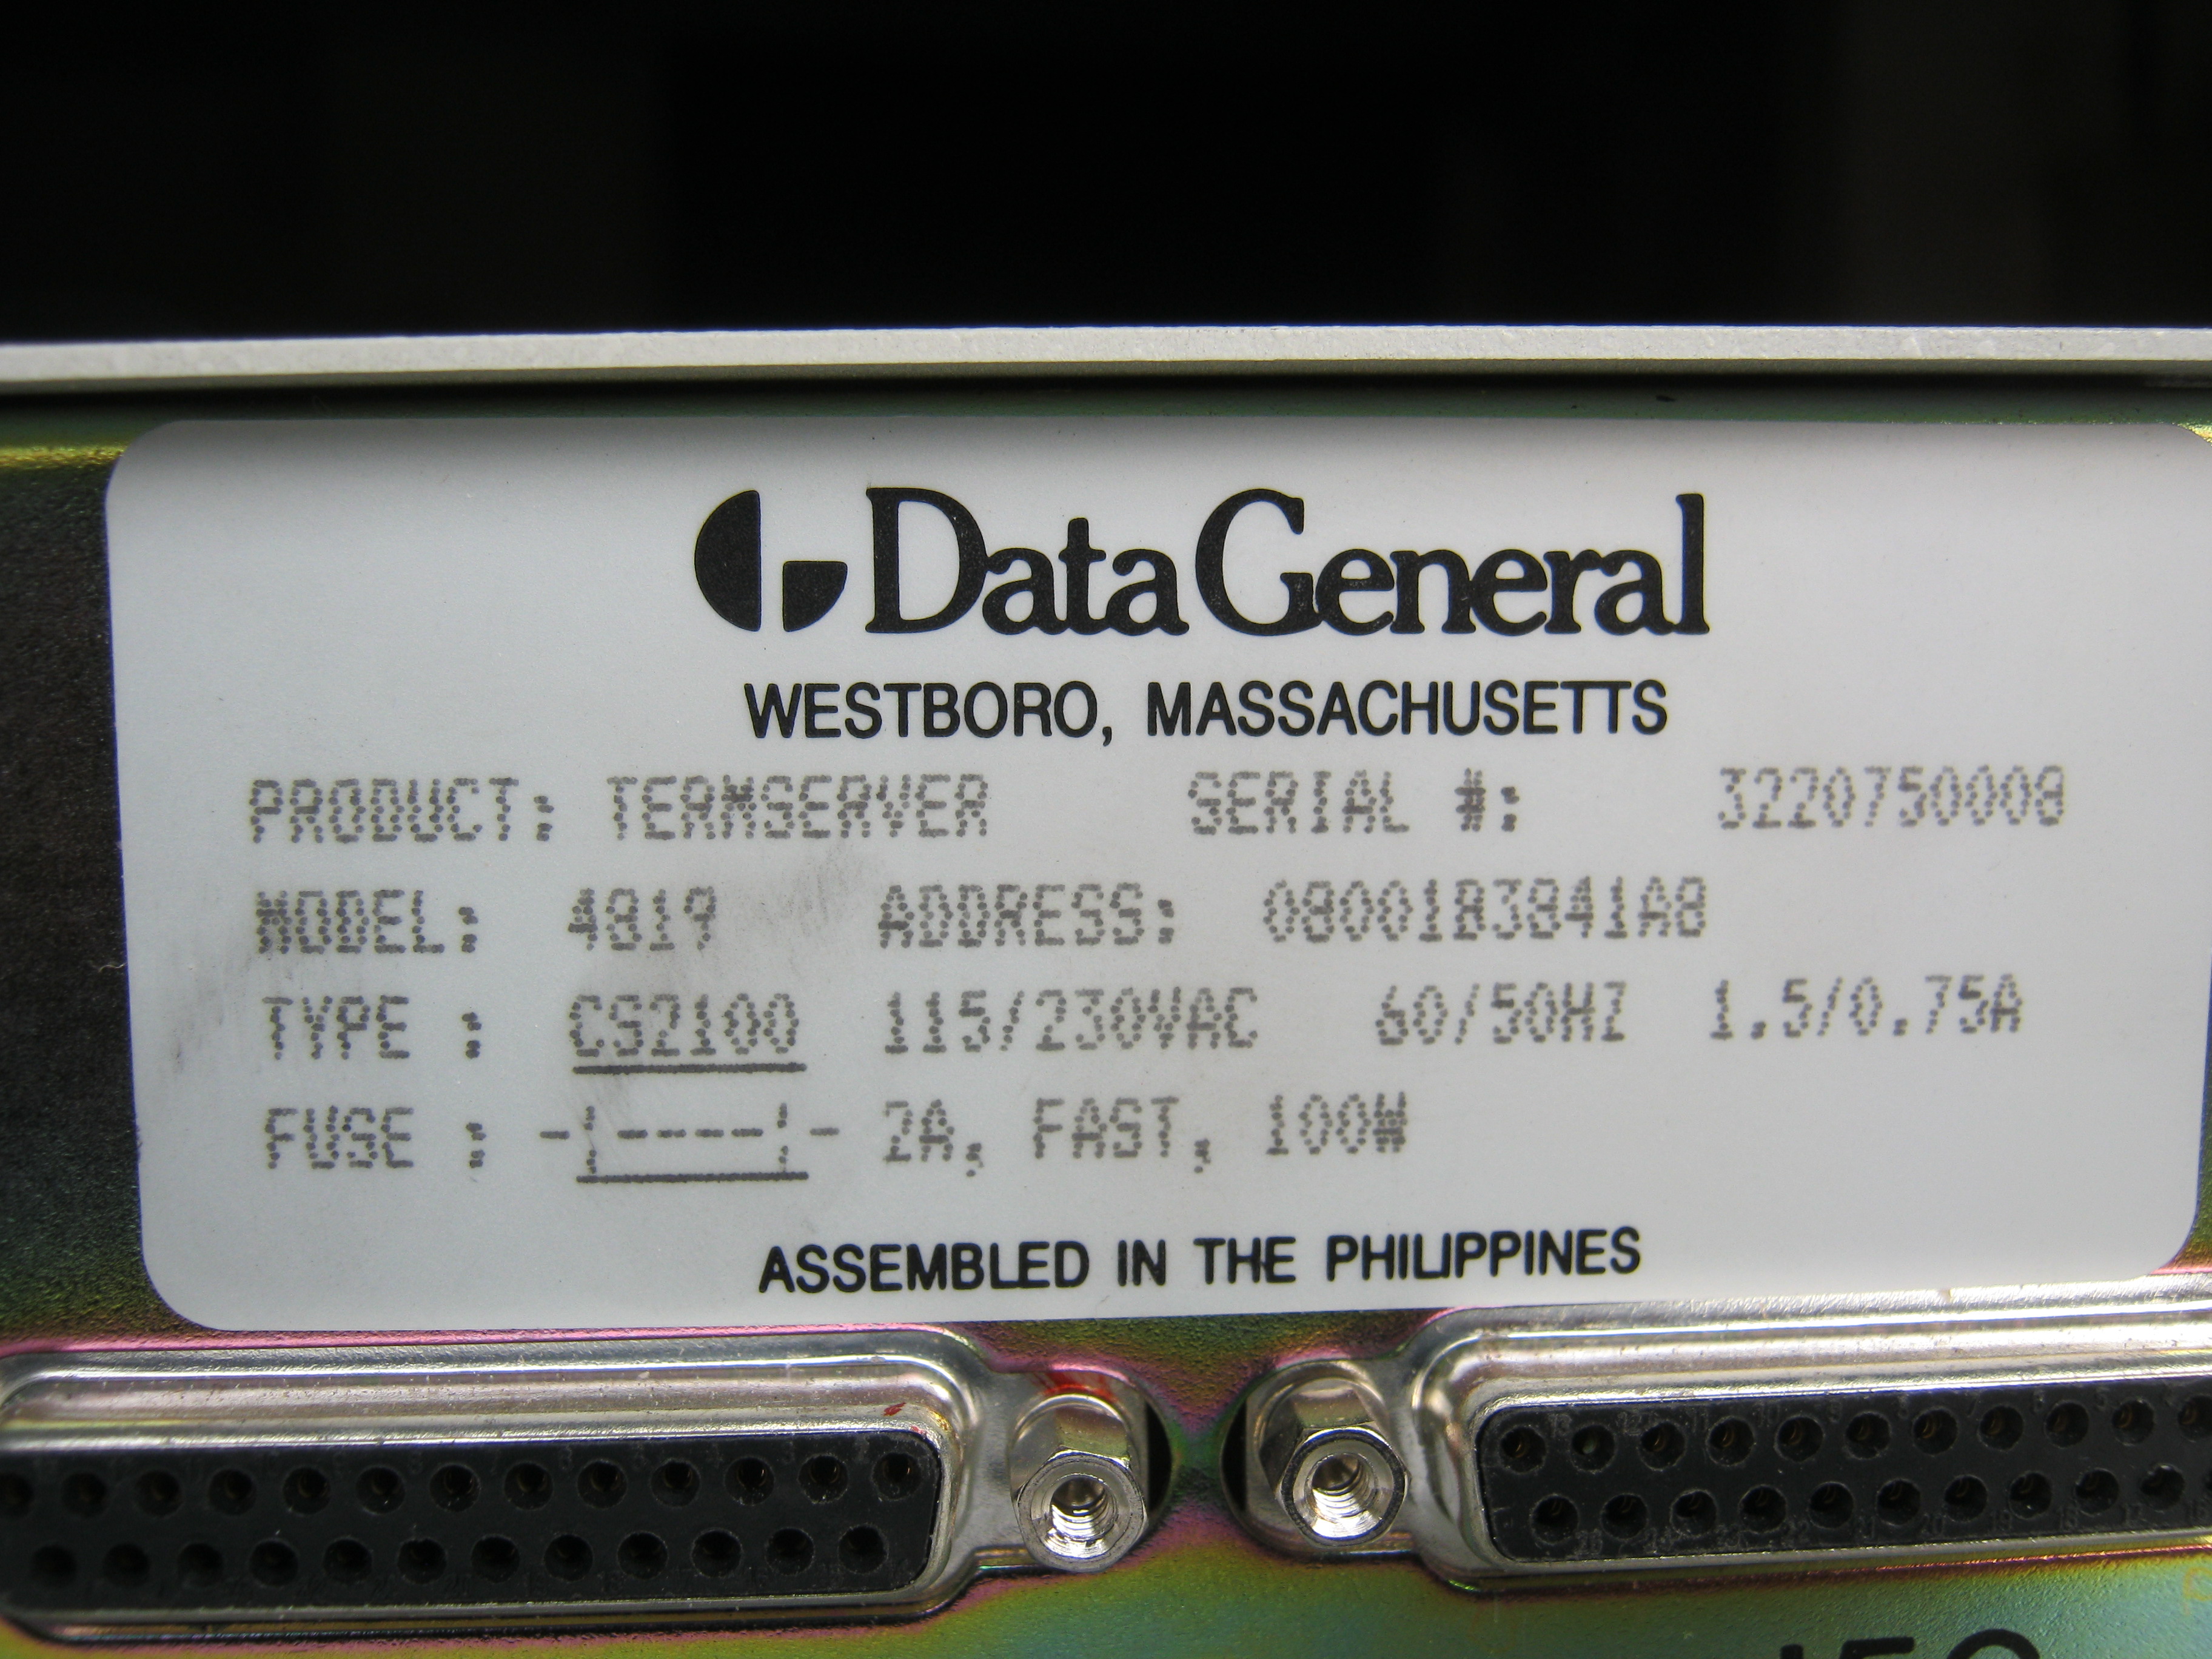 Data General
WESTBORO, MASSACHUSETTS
PRODUCT: TERMSERVER SERIAL #: 3220750008
MODEL: 4819 ADDRESS: 08001B3841A8
TYPE : CS2100 115/230VAC 60/50HZ 1.5/0.75A
FUSE : -¦----¦- 2A, FAST, 100W
ASSEMBLED IN THE PHILIPPINES